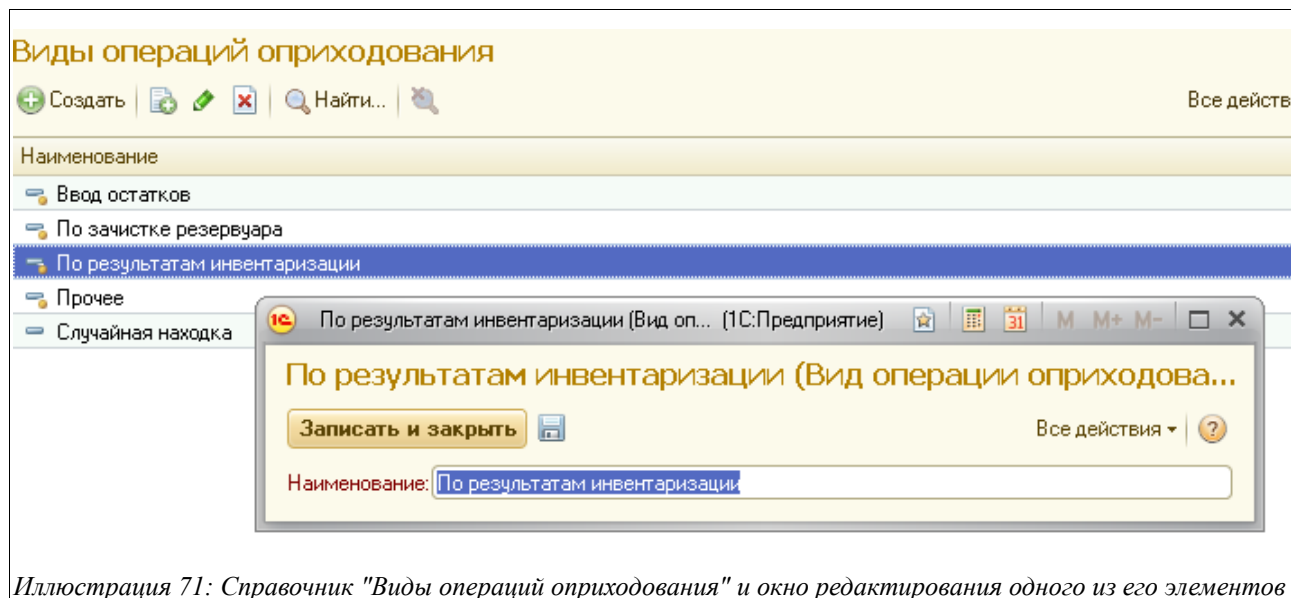 Виды операций оприходования
Создать Найти... Все действ
Наименование
Ввод остатков
По зачистке резервуара
По результатам инвентаризации
Прочее
Случайная находка
1С По результатам инвентаризации (Вид оп... (1С:Предприятие) 31 M M+ M-
По результатам инвентаризации (Вид операции оприходова...
Записать и закрыть Все действия ?
Наименование: По результатам инвентаризации
Иллюстрация 71: Справочник "Виды операций оприходования" и окно редактирования одного из его элементов